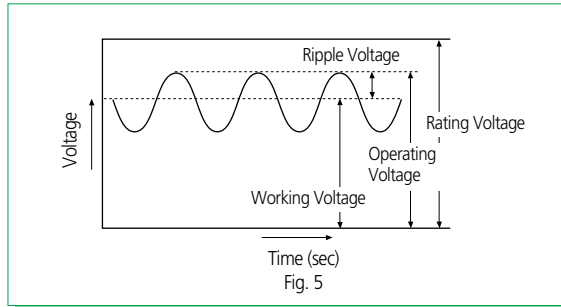 Ripple Voltage
Rating Voltage
Operating
Voltage
Voltage
Working Voltage
Time (sec)
Fig. 5